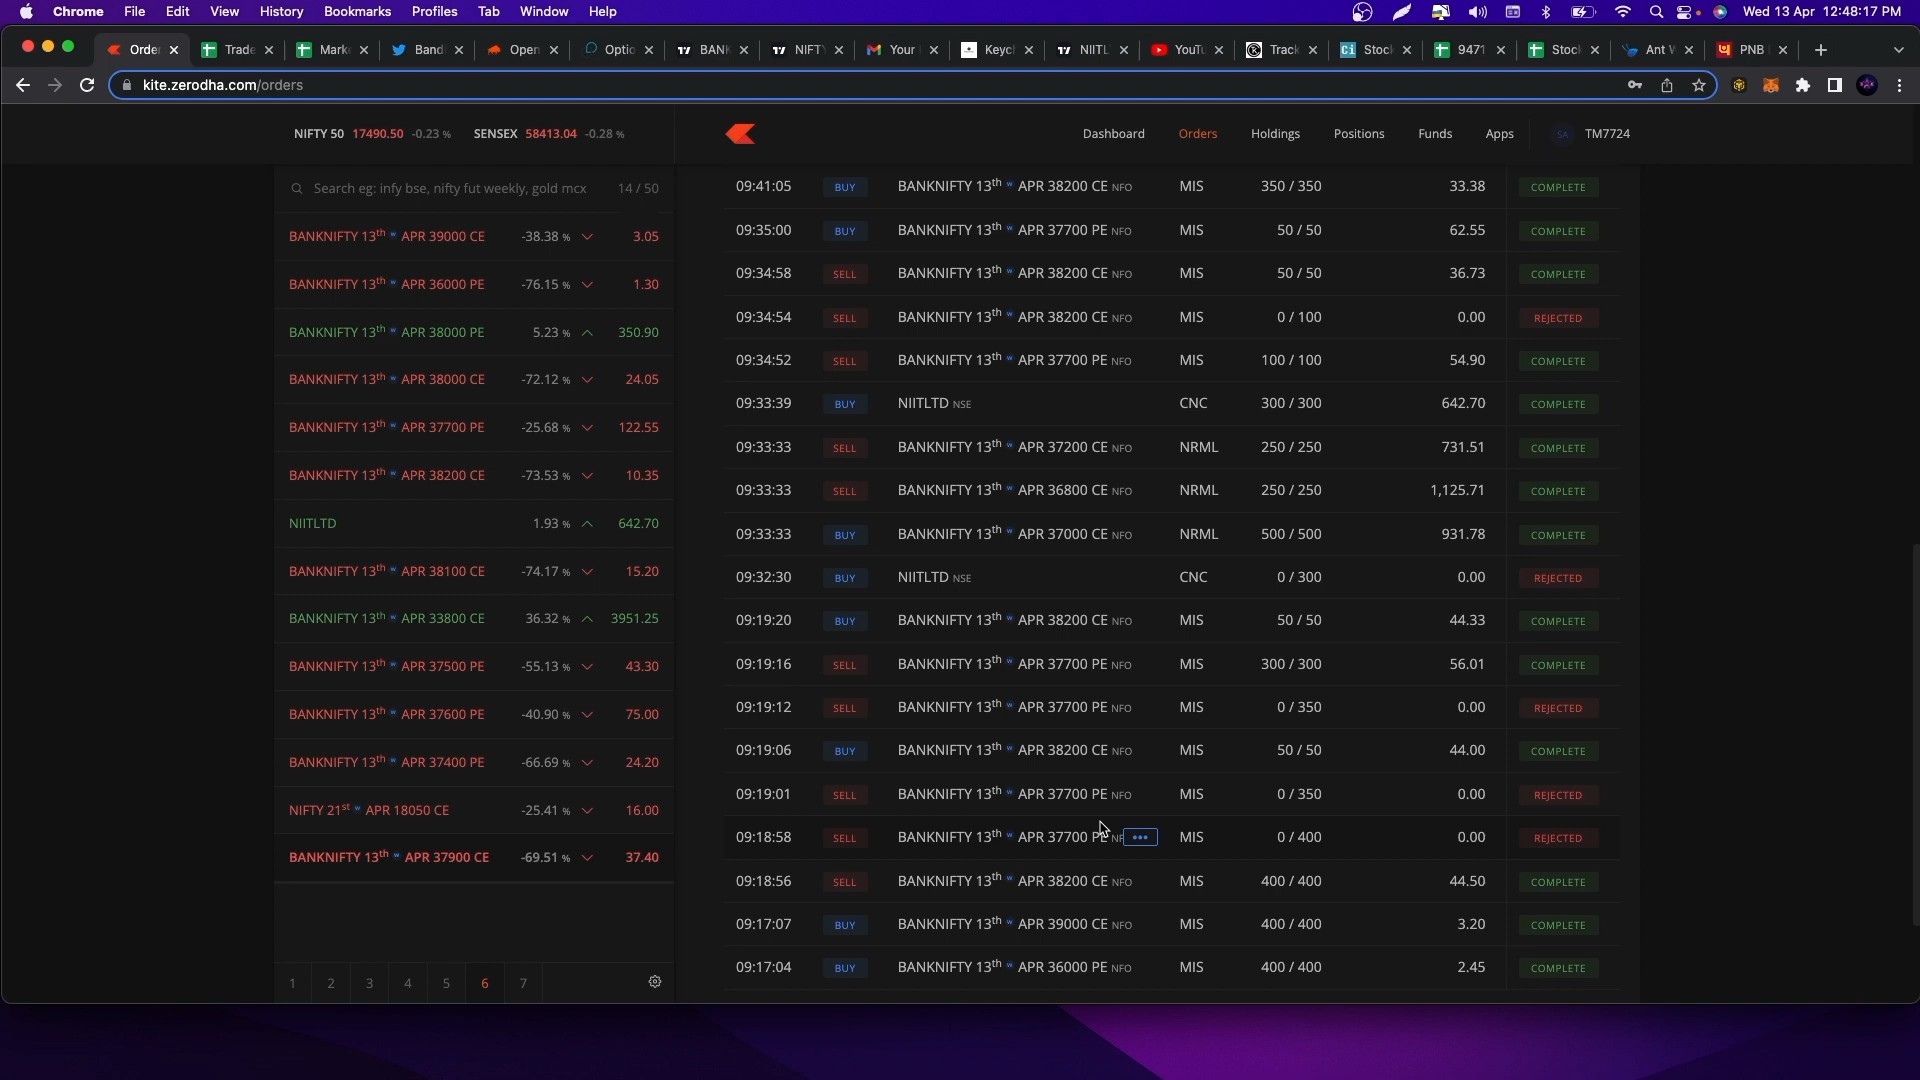 Chrome File Edit View History Bookmarks Profiles Tab Window Help Wed 13 Apr 12:48:17 PM
Order Trade Mark Twitter Bandi Open Optio BANK NIFTY Your Keych NIITL YouTu Track Stock 9471 Stoc Ant W PNB
kite.zerodha.com/orders
NIFTY 50 17490.50 -0.23 % SENSEX 58413.04 -0.28 % Dashboard Orders Holdings Positions Funds Apps SA TM7724
Search eg: infy bse, nifty fut weekly, gold mcx 14 / 50
BANKNIFTY 13th w APR 39000 CE -38.38 % 3.05
BANKNIFTY 13th w APR 36000 PE -76.15 % 1.30
BANKNIFTY 13th w APR 38000 PE 5.23 % 350.90
BANKNIFTY 13th w APR 38000 CE -72.12 % 24.05
BANKNIFTY 13th w APR 37700 PE -25.68 % 122.55
BANKNIFTY 13th w APR 38200 CE -73.53 % 10.35
NIITLTD 1.93 % 642.70
BANKNIFTY 13th w APR 38100 CE -74.17 % 15.20
BANKNIFTY 13th w APR 33800 CE 36.32 % 3951.25
BANKNIFTY 13th w APR 37500 PE -55.13 % 43.30
BANKNIFTY 13th w APR 37600 PE -40.90 % 75.00
BANKNIFTY 13th w APR 37400 PE -66.69 % 24.20
NIFTY 21st w APR 18050 CE -25.41 % 16.00
BANKNIFTY 13th w APR 37900 CE -69.51 % 37.40
1 2 3 4 5 6 7
09:41:05 BUY BANKNIFTY 13th w APR 38200 CE NFO MIS 350 / 350 33.38 COMPLETE
09:35:00 BUY BANKNIFTY 13th w APR 37700 PE NFO MIS 50 / 50 62.55 COMPLETE
09:34:58 SELL BANKNIFTY 13th w APR 38200 CE NFO MIS 50 / 50 36.73 COMPLETE
09:34:54 SELL BANKNIFTY 13th w APR 38200 CE NFO MIS 0 / 100 0.00 REJECTED
09:34:52 SELL BANKNIFTY 13th w APR 37700 PE NFO MIS 100 / 100 54.90 COMPLETE
09:33:39 BUY NIITLTD NSE CNC 300 / 300 642.70 COMPLETE
09:33:33 SELL BANKNIFTY 13th w APR 37200 CE NFO NRML 250 / 250 731.51 COMPLETE
09:33:33 SELL BANKNIFTY 13th w APR 36800 CE NFO NRML 250 / 250 1,125.71 COMPLETE
09:33:33 BUY BANKNIFTY 13th w APR 37000 CE NFO NRML 500 / 500 931.78 COMPLETE
09:32:30 BUY NIITLTD NSE CNC 0 / 300 0.00 REJECTED
09:19:20 BUY BANKNIFTY 13th w APR 38200 CE NFO MIS 50 / 50 44.33 COMPLETE
09:19:16 SELL BANKNIFTY 13th w APR 37700 PE NFO MIS 300 / 300 56.01 COMPLETE
09:19:12 SELL BANKNIFTY 13th w APR 37700 PE NFO MIS 0 / 350 0.00 REJECTED
09:19:06 BUY BANKNIFTY 13th w APR 38200 CE NFO MIS 50 / 50 44.00 COMPLETE
09:19:01 SELL BANKNIFTY 13th w APR 37700 PE NFO MIS 0 / 350 0.00 REJECTED
09:18:58 SELL BANKNIFTY 13th w APR 37700 PE MIS 0 / 400 0.00 REJECTED
09:18:56 SELL BANKNIFTY 13th w APR 38200 CE NFO MIS 400 / 400 44.50 COMPLETE
09:17:07 BUY BANKNIFTY 13th w APR 39000 CE NFO MIS 400 / 400 3.20 COMPLETE
09:17:04 BUY BANKNIFTY 13th w APR 36000 PE NFO MIS 400 / 400 2.45 COMPLETE